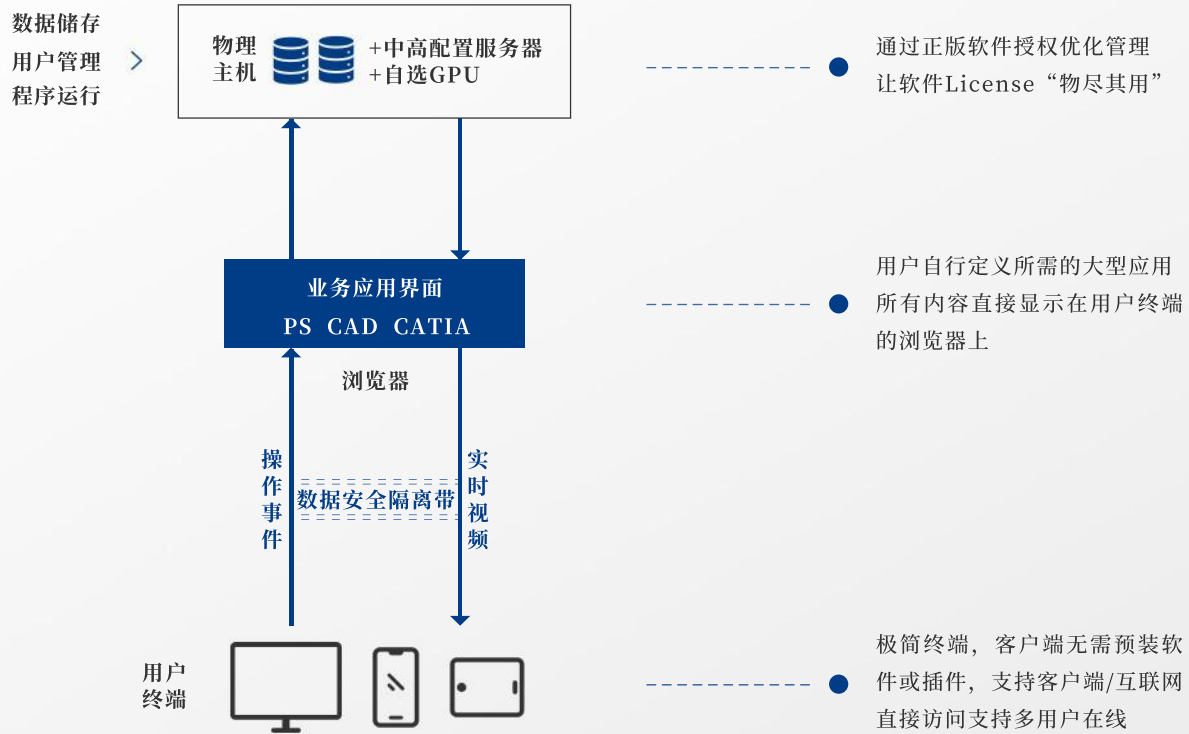 数据储存
用户管理
程序运行
物理
主机
+中高配置服务器
+自选GPU
通过正版软件授权优化管理
让软件License“物尽其用”
业务应用界面
PS CAD CATIA
浏览器
用户自行定义所需的大型应用
所有内容直接显示在用户终端
的浏览器上
操作事件
数据安全隔离带
实时视频
用户
终端
极简终端，客户端无需预装软
件或插件，支持客户端/互联网
直接访问支持多用户在线